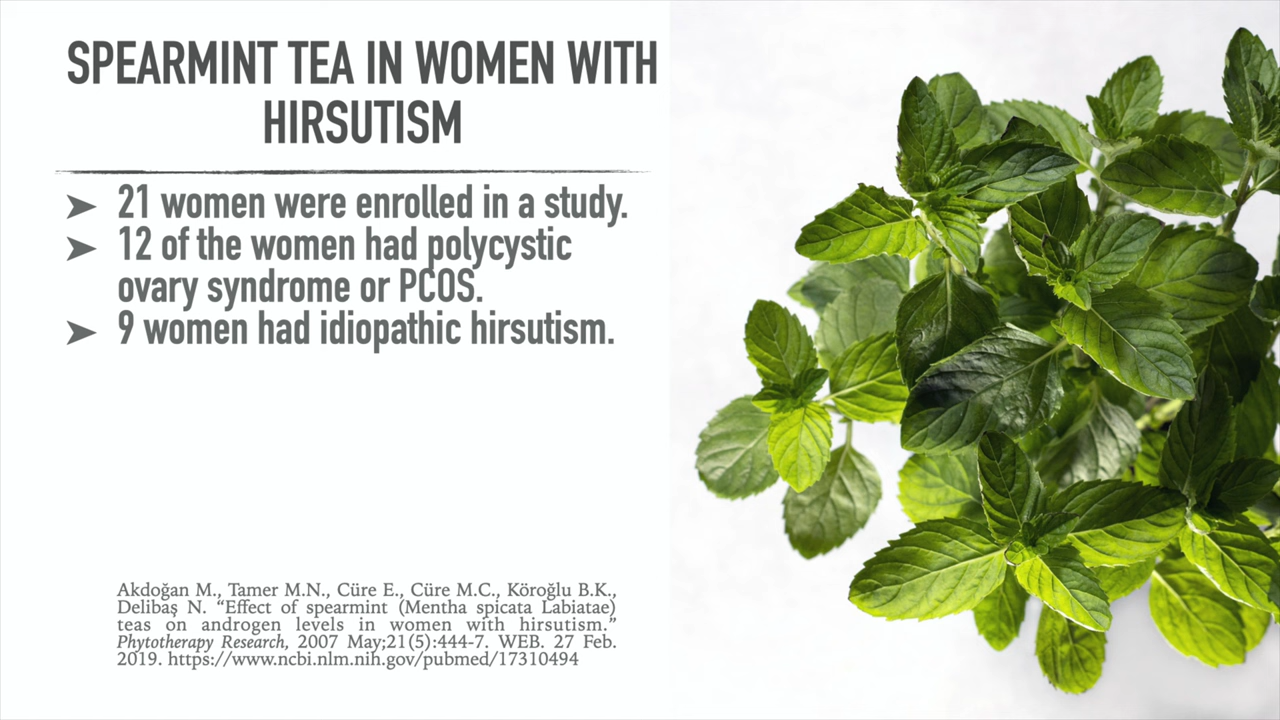 SPEARMINT TEA IN WOMEN WITH
HIRSUTISM
➤ 21 women were enrolled in a study.
➤ 12 of the women had polycystic
ovary syndrome or PCOS.
➤ 9 women had idiopathic hirsutism.
Akdoğan M., Tamer M.N., Cüre E., Cüre M.C., Köroğlu B.K.,
Delibaş N. “Effect of spearmint (Mentha spicata Labiatae)
teas on androgen levels in women with hirsutism.”
Phytotherapy Research, 2007 May;21(5):444-7. WEB. 27 Feb.
2019. https://www.ncbi.nlm.nih.gov/pubmed/17310494